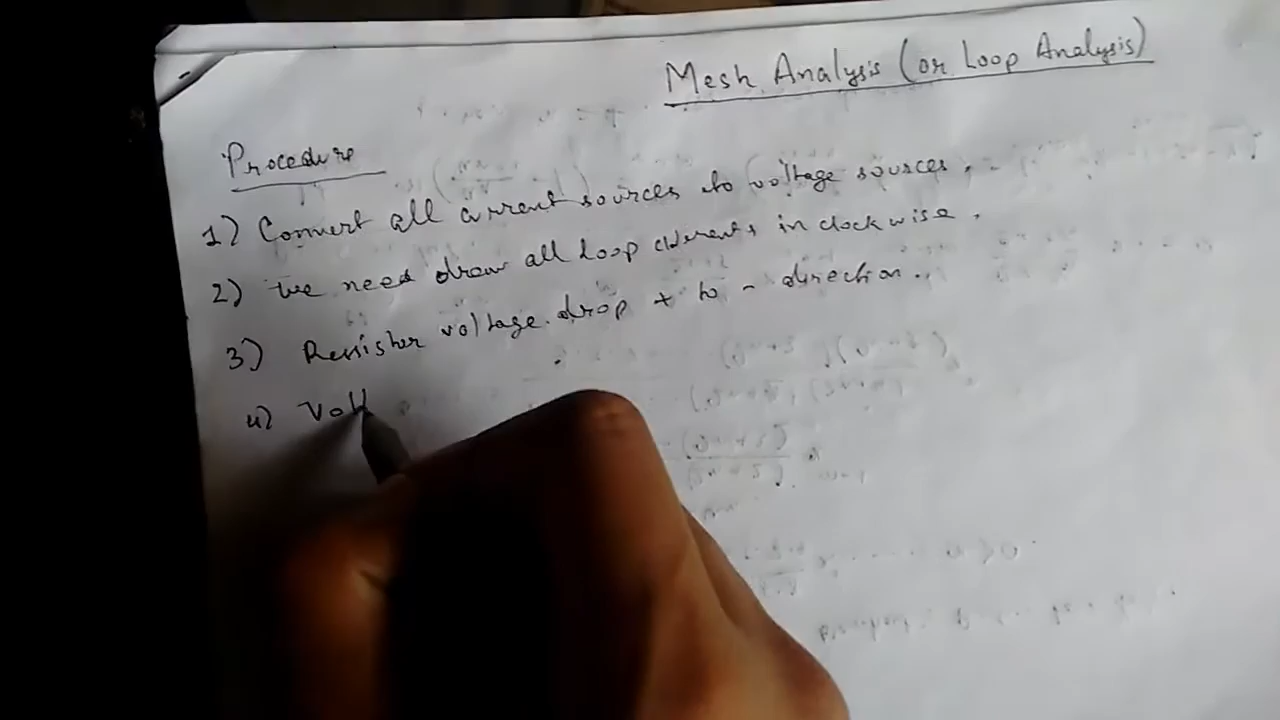 Mesh Analysis (or Loop Analysis)
Procedure
1) Convert all current sources to voltage sources.
2) we need draw all loop currents in clockwise.
3) Resister voltage drop + to - direction.
4) Volt